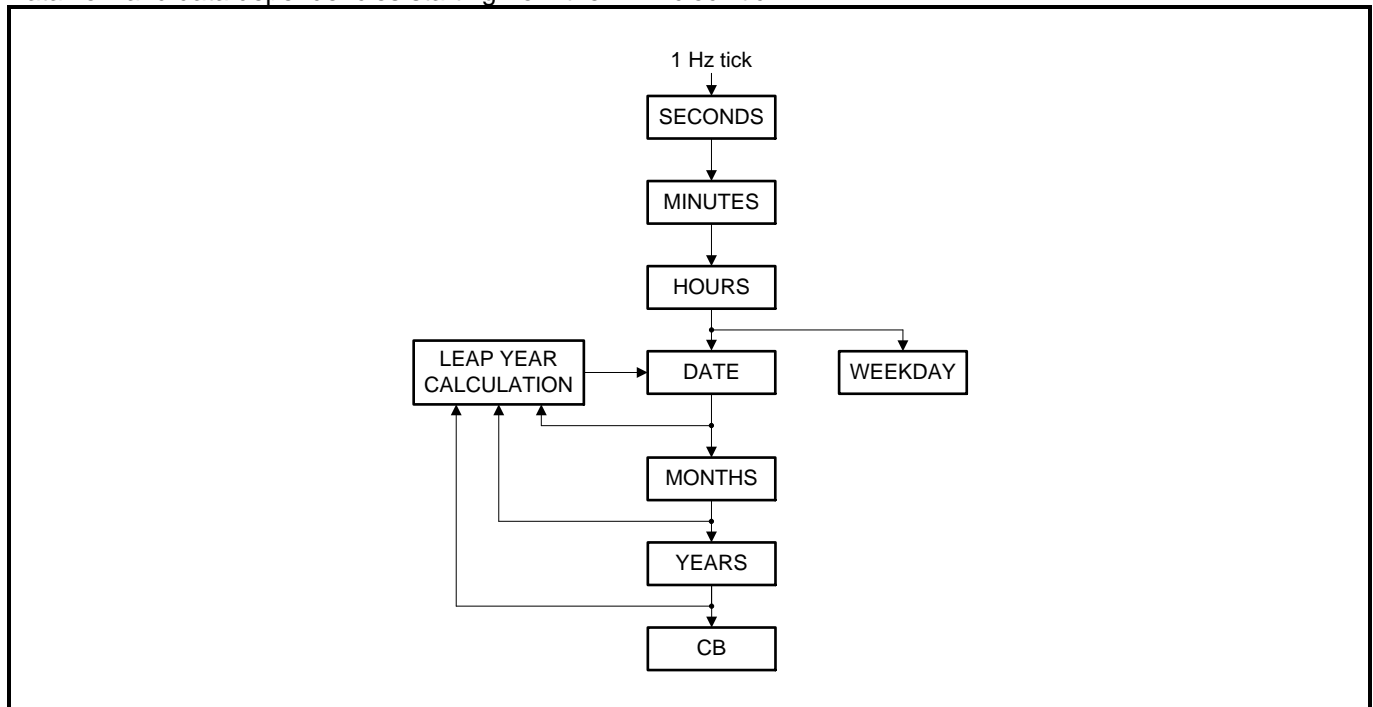 1 Hz tick
SECONDS
MINUTES
HOURS
LEAP YEAR
CALCULATION
DATE
WEEKDAY
MONTHS
YEARS
CB